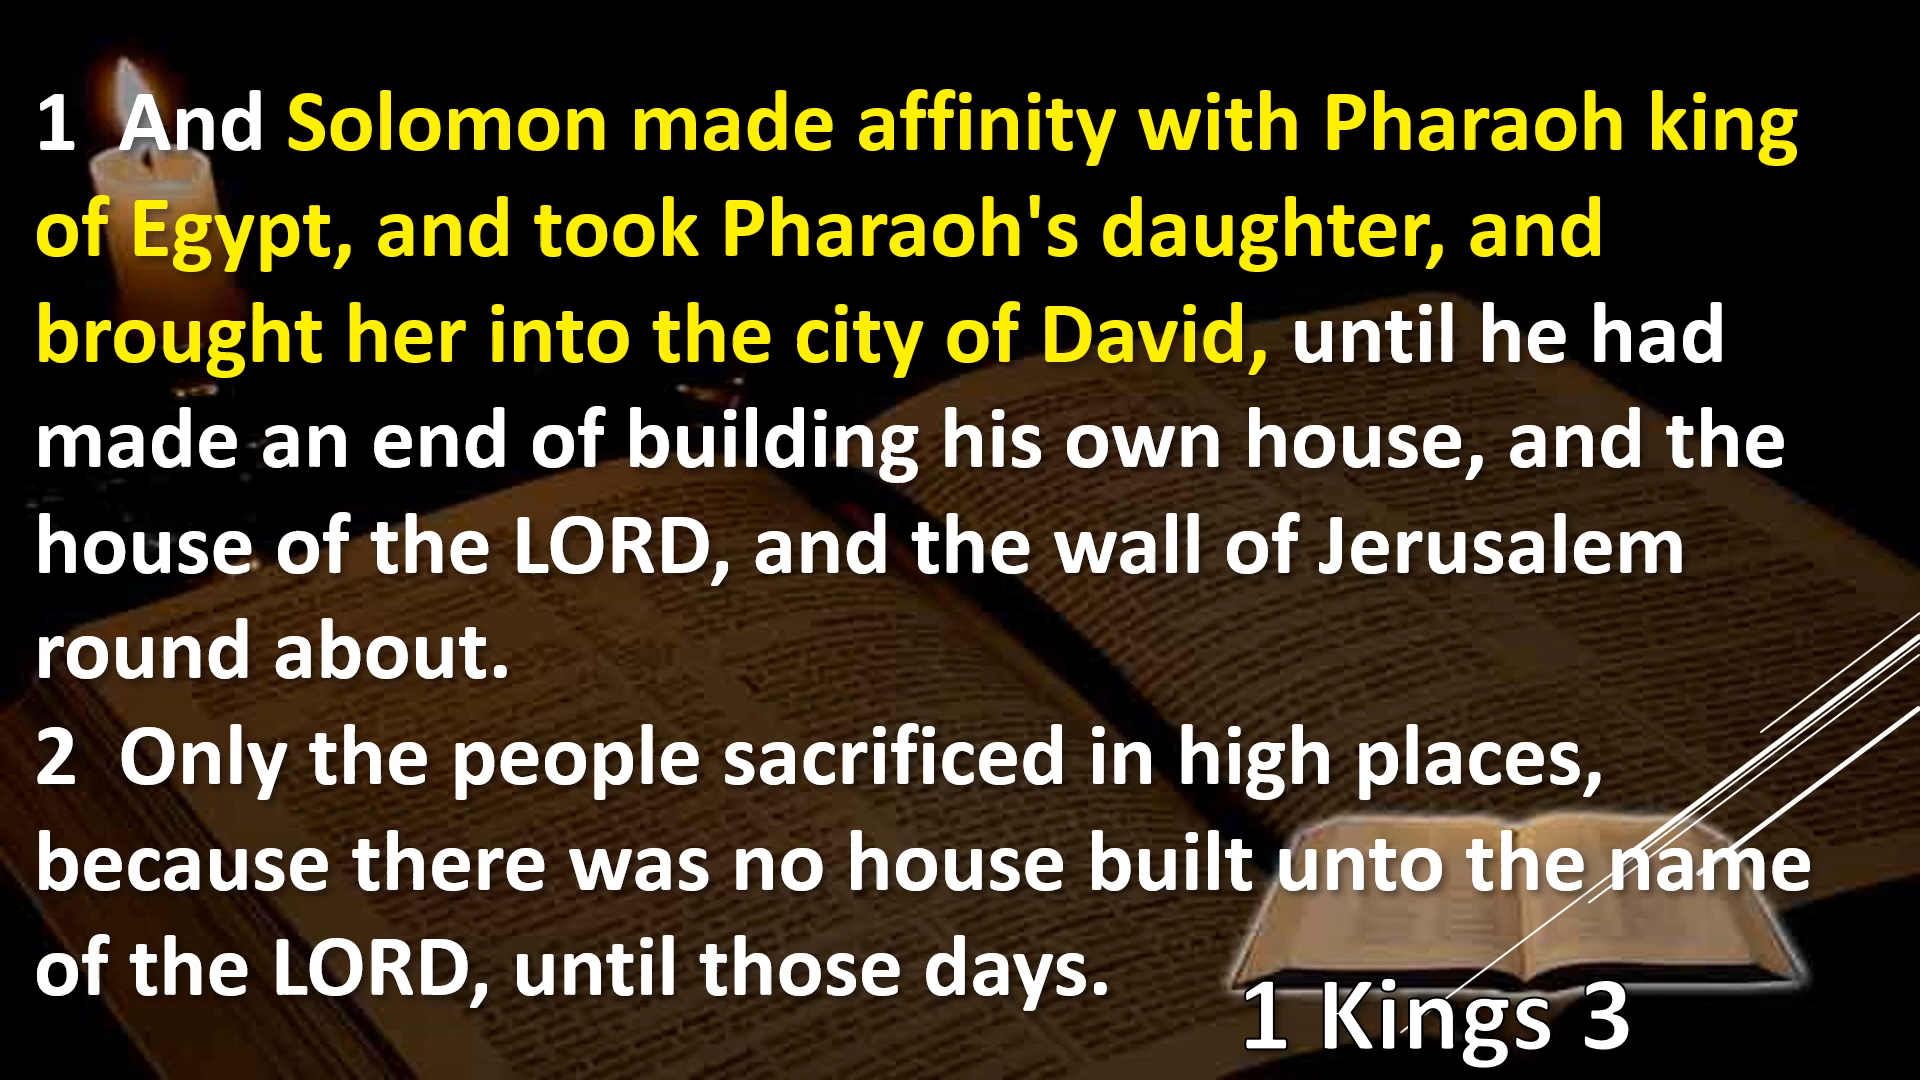 1 And Solomon made affinity with Pharaoh king
of Egypt, and took Pharaoh's daughter, and
brought her into the city of David, until he had
made an end of building his own house, and the
house of the LORD, and the wall of Jerusalem
round about.
2 Only the people sacrificed in high places,
because there was no house built unto the name
of the LORD, until those days.
1 Kings 3